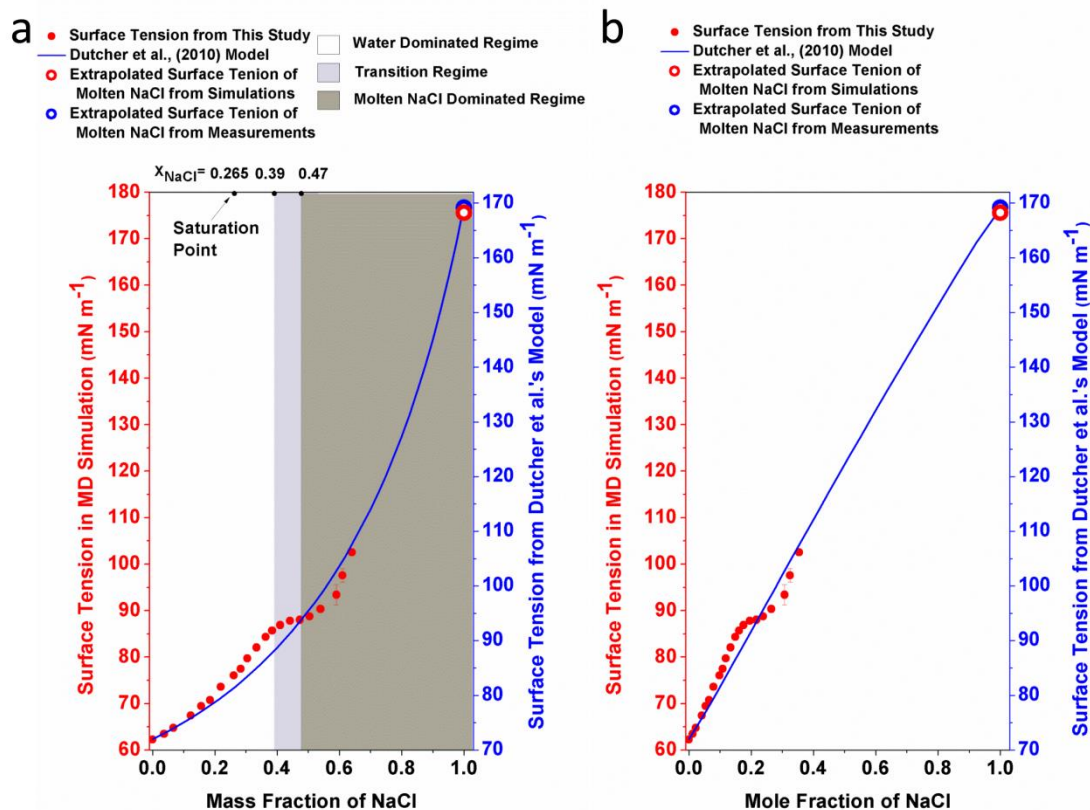 a
Surface Tension from This Study
Dutcher et al., (2010) Model
Extrapolated Surface Tenion of
Molten NaCl from Simulations
Extrapolated Surface Tenion of
Molten NaCl from Measurements
Water Dominated Regime
Transition Regime
Molten NaCl Dominated Regime
XNaCl= 0.265 0.39 0.47
Saturation
Point
180
175
170
165
160
155
150
145
140
130
120
110
100
90
80
70
60
Surface Tension in MD Simulation (mN m-1)
170
160
150
140
130
120
110
100
90
80
70
Surface Tension from Dutcher et al.'s Model (mN m-1)
0.0 0.2 0.4 0.6 0.8 1.0
Mass Fraction of NaCl
b
Surface Tension from This Study
Dutcher et al., (2010) Model
Extrapolated Surface Tenion of
Molten NaCl from Simulations
Extrapolated Surface Tenion of
Molten NaCl from Measurements
180
170
160
150
140
130
120
110
100
90
80
70
60
Surface Tension in MD Simulation (mN m-1)
170
160
150
140
130
120
110
100
90
80
70
Surface Tension from Dutcher et al.'s Model (mN m-1)
0.0 0.2 0.4 0.6 0.8 1.0
Mole Fraction of NaCl